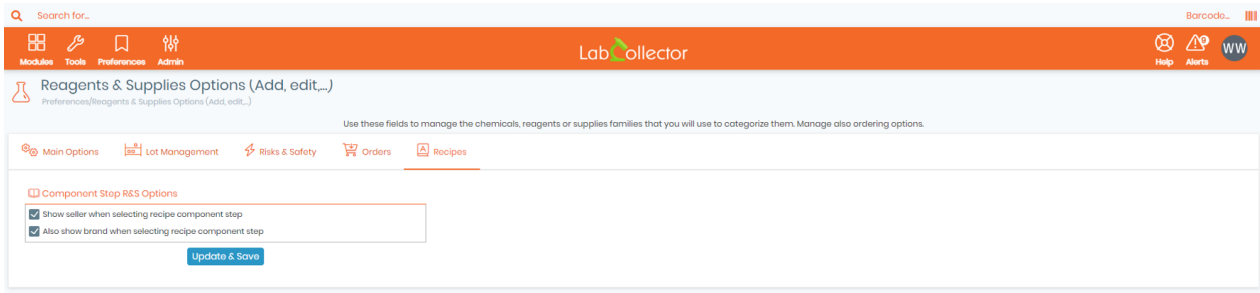 Search for...
Barcode...
Modules Tools Preferences Admin
LabCollector
Help Alerts
WW
Reagents & Supplies Options (Add, edit,...)
Preferences/Reagents & Supplies Options (Add, edit,...)
Use these fields to manage the chemicals, reagents or supplies families that you will use to categorize them. Manage also ordering options.
Main Options Lot Management Risks & Safety Orders Recipes
Component Step R&S Options
Show seller when selecting recipe component step
Also show brand when selecting recipe component step
Update & Save